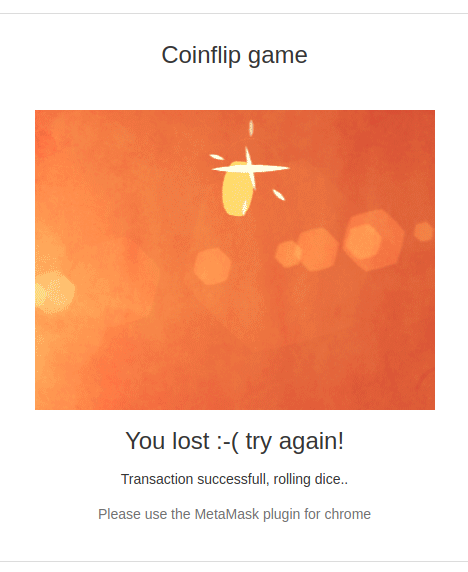 Coinflip game
You lost :-( try again!
Transaction successfull, rolling dice..
Please use the MetaMask plugin for chrome